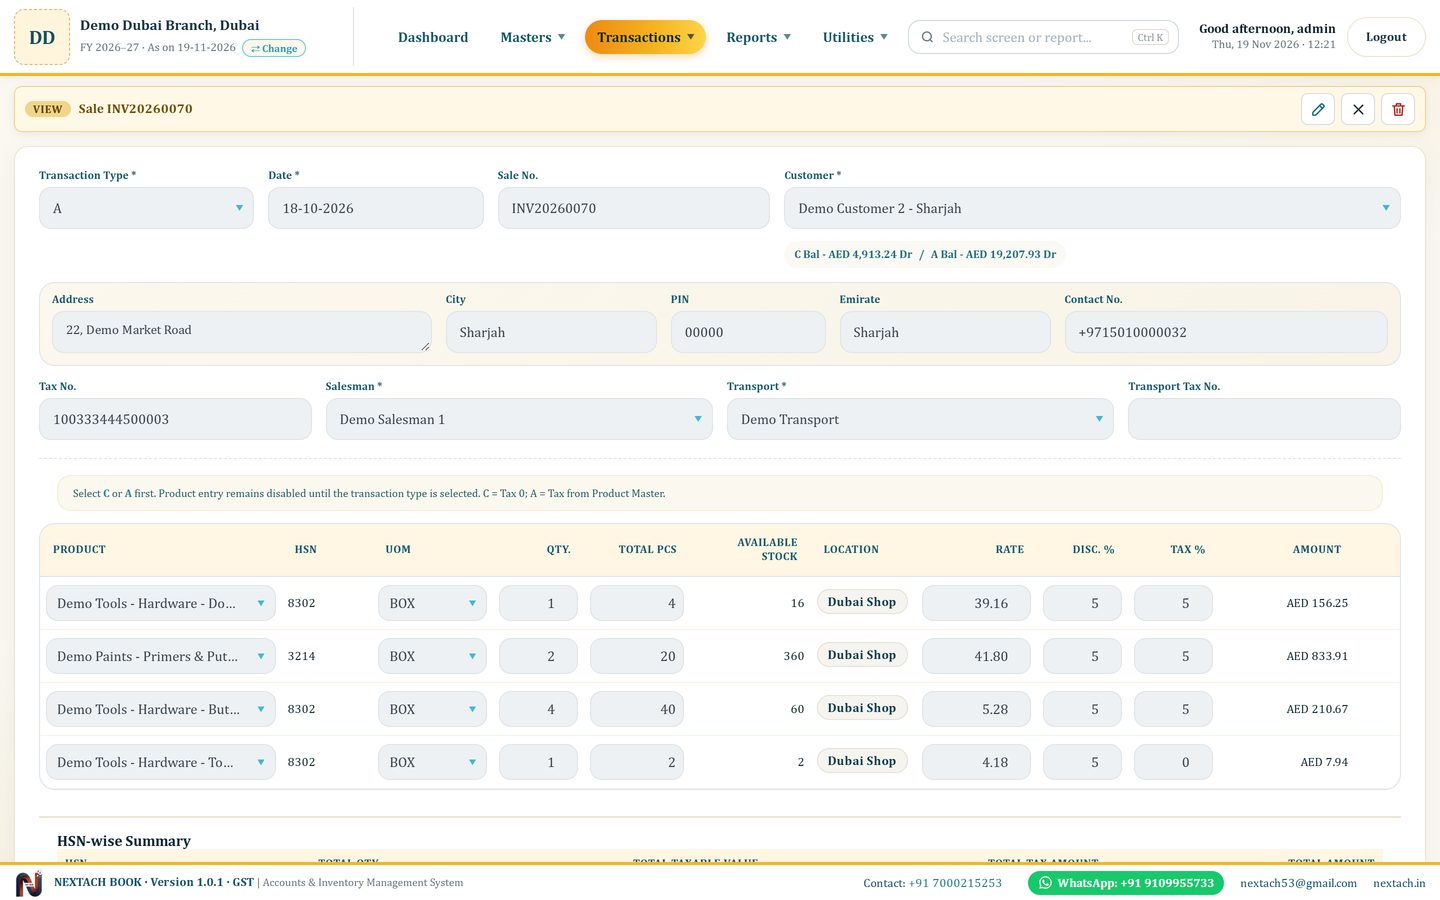 DD
Demo Dubai Branch, Dubai
FY 2026–27 · As on 19-11-2026 ⇄ Change
Dashboard
Masters ▼
Transactions ▼
Reports ▼
Utilities ▼
Search screen or report... Ctrl K
Good afternoon, admin
Thu, 19 Nov 2026 · 12:21
Logout
VIEW Sale INV20260070
Transaction Type * Date * Sale No. Customer *
A 18-10-2026 INV20260070 Demo Customer 2 - Sharjah
C Bal - AED 4,913.24 Dr / A Bal - AED 19,207.93 Dr
Address City PIN Emirate Contact No.
22, Demo Market Road Sharjah 00000 Sharjah +9715010000032
Tax No. Salesman * Transport * Transport Tax No.
100333444500003 Demo Salesman 1 Demo Transport
Select C or A first. Product entry remains disabled until the transaction type is selected. C = Tax 0; A = Tax from Product Master.
PRODUCT HSN UOM QTY. TOTAL PCS AVAILABLE STOCK LOCATION RATE DISC. % TAX % AMOUNT
Demo Tools - Hardware - Do... 8302 BOX 1 4 16 Dubai Shop 39.16 5 5 AED 156.25
Demo Paints - Primers & Put... 3214 BOX 2 20 360 Dubai Shop 41.80 5 5 AED 833.91
Demo Tools - Hardware - But... 8302 BOX 4 40 60 Dubai Shop 5.28 5 5 AED 210.67
Demo Tools - Hardware - To... 8302 BOX 1 2 2 Dubai Shop 4.18 5 0 AED 7.94
HSN-wise Summary
HSN TOTAL QTY TOTAL TAXABLE VALUE TOTAL TAX AMOUNT TOTAL AMOUNT
NEXTACH BOOK · Version 1.0.1 · GST | Accounts & Inventory Management System
Contact: +91 7000215253
WhatsApp: +91 9109955733
nextach53@gmail.com
nextach.in